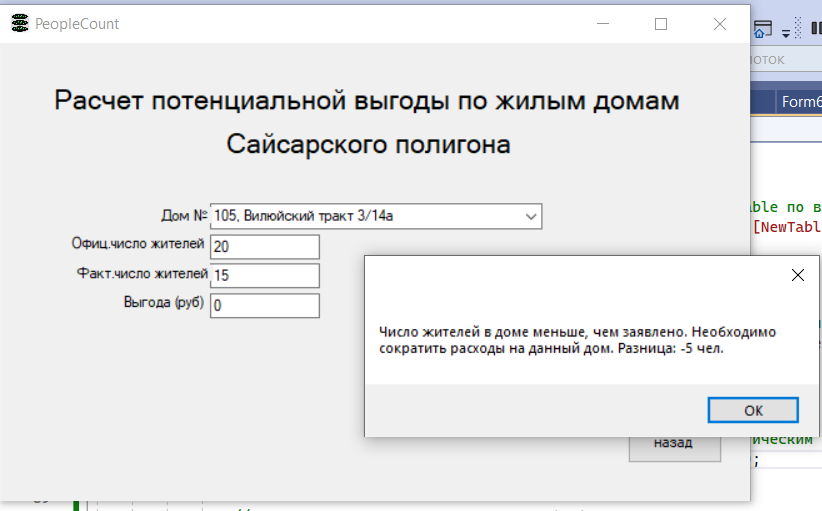 PeopleCount
Расчет потенциальной выгоды по жилым домам
Сайсарского полигона
Дом № 105, Вилюйский тракт 3/14а
Офиц.число жителей 20
Факт.число жителей 15
Выгода (руб) 0
Число жителей в доме меньше, чем заявлено. Необходимо
сократить расходы на данный дом. Разница: -5 чел.
OK
назад
оток
Form6
able по в
[NewTabl
ическим
;
//